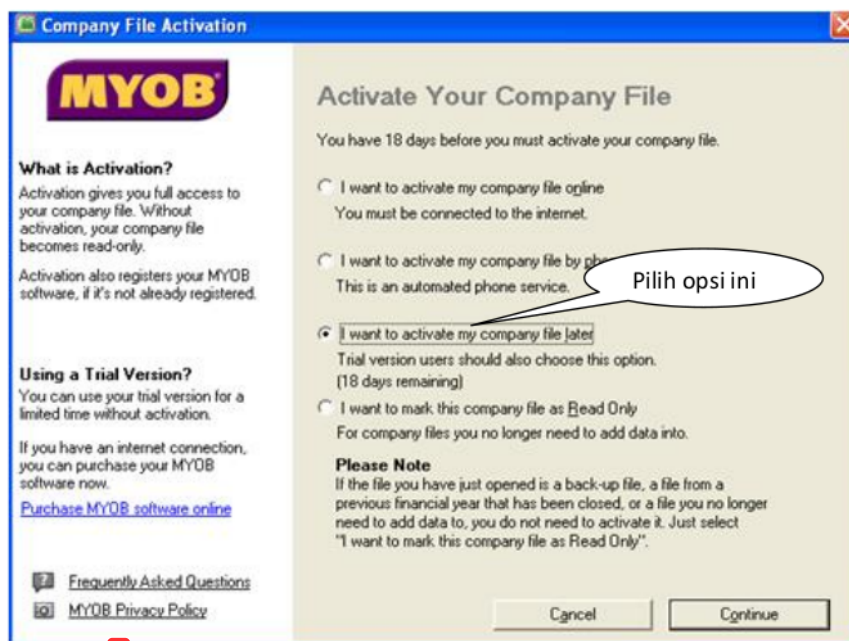 Company File Activation
MYOB
What is Activation?
Activation gives you full access to
your company file. Without
activation, your company file
becomes read-only.
Activation also registers your MYOB
software, if it's not already registered.
Using a Trial Version?
You can use your trial version for a
limited time without activation.
If you have an internet connection,
you can purchase your MYOB
software now.
Purchase MYOB software online
Frequently Asked Questions
MYOB Privacy Policy
Activate Your Company File
You have 18 days before you must activate your company file.
I want to activate my company file online
You must be connected to the internet.
I want to activate my company file by
This is an automated phone service.
Pilih opsi ini
I want to activate my company file later
Trial version users should also choose this option.
(18 days remaining)
I want to mark this company file as Read Only
For company files you no longer need to add data into.
Please Note
If the file you have just opened is a back-up file, a file from a
previous financial year that has been closed, or a file you no longer
need to add data to, you do not need to activate it. Just select
"I want to mark this company file as Read Only".
Cancel
Continue